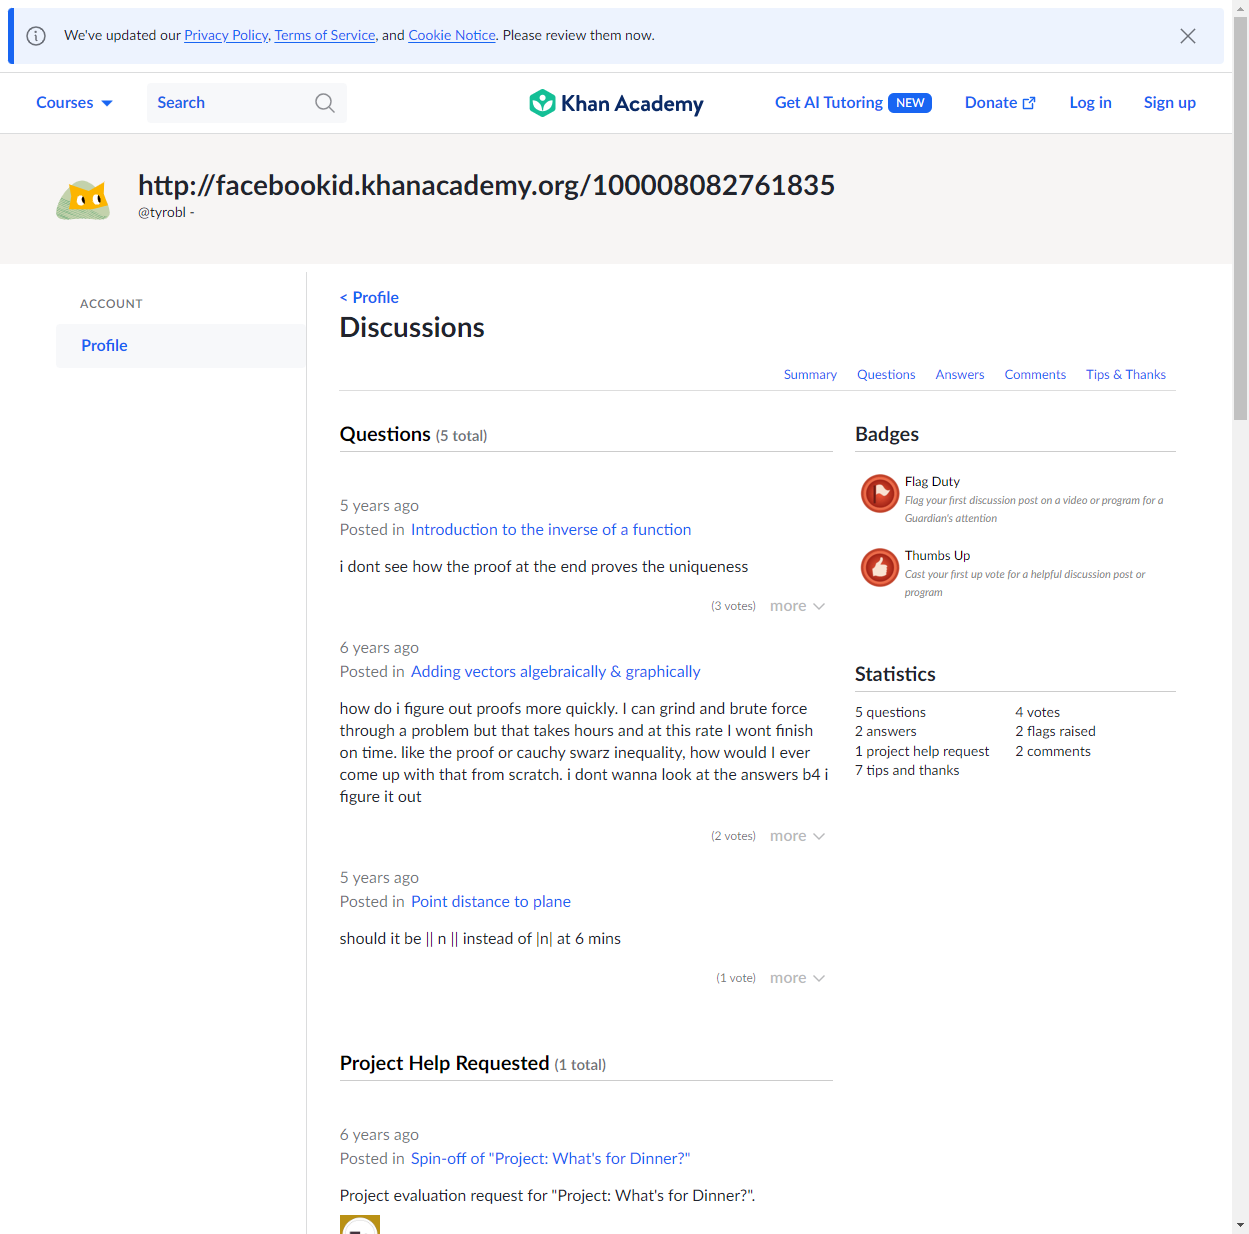 We've updated our Privacy Policy, Terms of Service, and Cookie Notice. Please review them now.
Courses
Search
Khan Academy
Get AI Tutoring NEW
Donate
Log in
Sign up
http://facebookid.khanacademy.org/100008082761835
@tyrobl -
ACCOUNT
Profile
< Profile
Discussions
Summary
Questions
Answers
Comments
Tips & Thanks
Questions (5 total)
5 years ago
Posted in Introduction to the inverse of a function
i dont see how the proof at the end proves the uniqueness
(3 votes) more
6 years ago
Posted in Adding vectors algebraically & graphically
how do i figure out proofs more quickly. I can grind and brute force
through a problem but that takes hours and at this rate I wont finish
on time. like the proof or cauchy swarz inequality, how would I ever
come up with that from scratch. i dont wanna look at the answers b4 i
figure it out
(2 votes) more
5 years ago
Posted in Point distance to plane
should it be || n || instead of |n| at 6 mins
(1 vote) more
Project Help Requested (1 total)
6 years ago
Posted in Spin-off of "Project: What's for Dinner?"
Project evaluation request for "Project: What's for Dinner?".
Badges
Flag Duty
Flag your first discussion post on a video or program for a
Guardian's attention
Thumbs Up
Cast your first up vote for a helpful discussion post or
program
Statistics
5 questions
2 answers
1 project help request
7 tips and thanks
4 votes
2 flags raised
2 comments